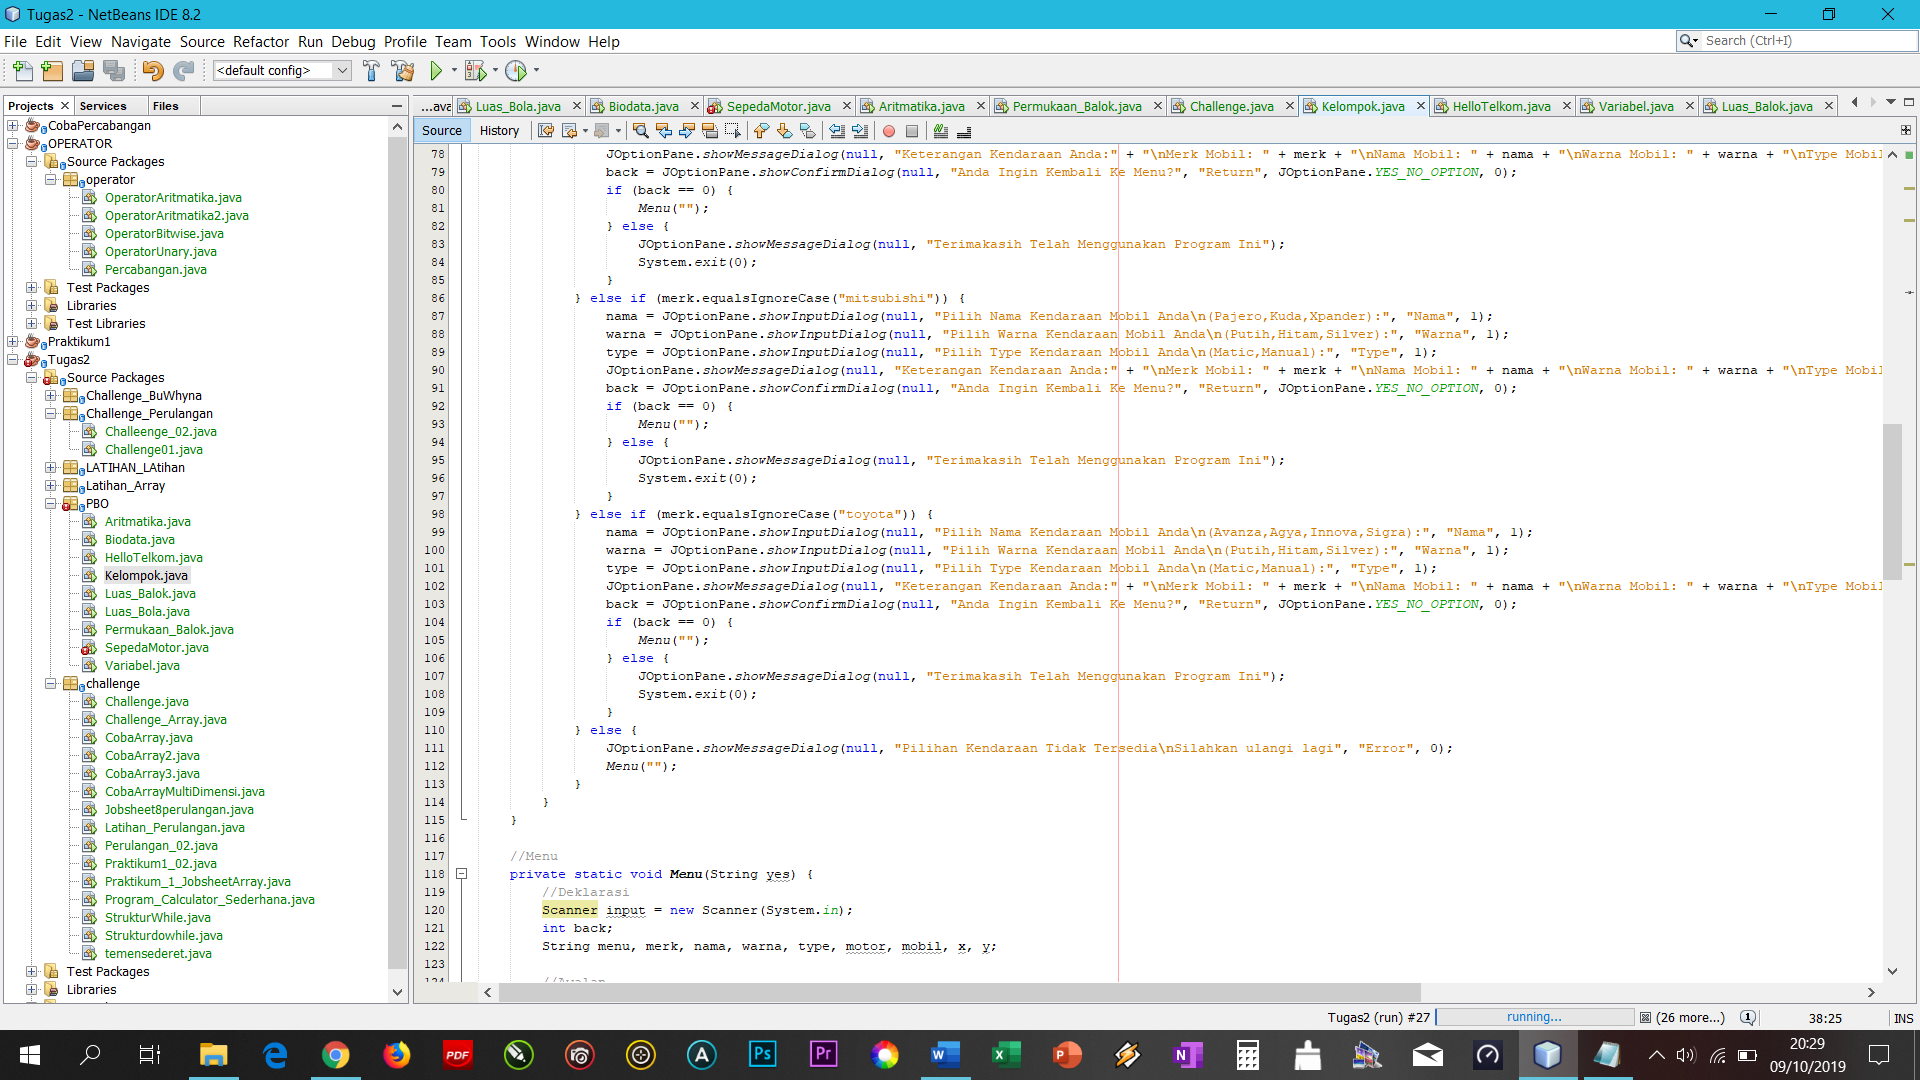 Tugas2 - NetBeans IDE 8.2
File Edit View Navigate Source Refactor Run Debug Profile Team Tools Window Help
Search (Ctrl+I)
<default config>
Projects Services Files
...ava Luas_Bola.java Biodata.java SepedaMotor.java Aritmatika.java Permukaan_Balok.java Challenge.java Kelompok.java HelloTelkom.java Variabel.java Luas_Balok.java
Source History
CobaPercabangan
OPERATOR
Source Packages
operator
OperatorAritmatika.java
OperatorAritmatika2.java
OperatorBitwise.java
OperatorUnary.java
Percabangan.java
Test Packages
Libraries
Test Libraries
Praktikum1
Tugas2
Source Packages
Challenge_BuWhyna
Challenge_Perulangan
Challeenge_02.java
Challenge01.java
LATIHAN_LAtihan
Latihan_Array
PBO
Aritmatika.java
Biodata.java
HelloTelkom.java
Kelompok.java
Luas_Balok.java
Luas_Bola.java
Permukaan_Balok.java
SepedaMotor.java
Variabel.java
challenge
Challenge.java
Challenge_Array.java
CobaArray.java
CobaArray2.java
CobaArray3.java
CobaArrayMultiDimensi.java
Jobsheet8perulangan.java
Latihan_Perulangan.java
Perulangan_02.java
Praktikum1_02.java
Praktikum_1_JobsheetArray.java
Program_Calculator_Sederhana.java
StrukturWhile.java
Strukturdowhile.java
temensederet.java
Test Packages
Libraries
78 JOptionPane.showMessageDialog(null, "Keterangan Kendaraan Anda:" + "\nMerk Mobil: " + merk + "\nNama Mobil: " + nama + "\nWarna Mobil: " + warna + "\nType Mobil
79 back = JOptionPane.showConfirmDialog(null, "Anda Ingin Kembali Ke Menu?", "Return", JOptionPane.YES_NO_OPTION, 0);
80 if (back == 0) {
81 Menu("");
82 } else {
83 JOptionPane.showMessageDialog(null, "Terimakasih Telah Menggunakan Program Ini");
84 System.exit(0);
85 }
86 } else if (merk.equalsIgnoreCase("mitsubishi")) {
87 nama = JOptionPane.showInputDialog(null, "Pilih Nama Kendaraan Mobil Anda\n(Pajero,Kuda,Xpander):", "Nama", 1);
88 warna = JOptionPane.showInputDialog(null, "Pilih Warna Kendaraan Mobil Anda\n(Putih,Hitam,Silver):", "Warna", 1);
89 type = JOptionPane.showInputDialog(null, "Pilih Type Kendaraan Mobil Anda\n(Matic,Manual):", "Type", 1);
90 JOptionPane.showMessageDialog(null, "Keterangan Kendaraan Anda:" + "\nMerk Mobil: " + merk + "\nNama Mobil: " + nama + "\nWarna Mobil: " + warna + "\nType Mobil
91 back = JOptionPane.showConfirmDialog(null, "Anda Ingin Kembali Ke Menu?", "Return", JOptionPane.YES_NO_OPTION, 0);
92 if (back == 0) {
93 Menu("");
94 } else {
95 JOptionPane.showMessageDialog(null, "Terimakasih Telah Menggunakan Program Ini");
96 System.exit(0);
97 }
98 } else if (merk.equalsIgnoreCase("toyota")) {
99 nama = JOptionPane.showInputDialog(null, "Pilih Nama Kendaraan Mobil Anda\n(Avanza,Agya,Innova,Sigra):", "Nama", 1);
100 warna = JOptionPane.showInputDialog(null, "Pilih Warna Kendaraan Mobil Anda\n(Putih,Hitam,Silver):", "Warna", 1);
101 type = JOptionPane.showInputDialog(null, "Pilih Type Kendaraan Mobil Anda\n(Matic,Manual):", "Type", 1);
102 JOptionPane.showMessageDialog(null, "Keterangan Kendaraan Anda:" + "\nMerk Mobil: " + merk + "\nNama Mobil: " + nama + "\nWarna Mobil: " + warna + "\nType Mobil
103 back = JOptionPane.showConfirmDialog(null, "Anda Ingin Kembali Ke Menu?", "Return", JOptionPane.YES_NO_OPTION, 0);
104 if (back == 0) {
105 Menu("");
106 } else {
107 JOptionPane.showMessageDialog(null, "Terimakasih Telah Menggunakan Program Ini");
108 System.exit(0);
109 }
110 } else {
111 JOptionPane.showMessageDialog(null, "Pilihan Kendaraan Tidak Tersedia\nSilahkan ulangi lagi", "Error", 0);
112 Menu("");
113 }
114 }
115 }
116
117 //Menu
118 private static void Menu(String yes) {
119 //Deklarasi
120 Scanner input = new Scanner(System.in);
121 int back;
122 String menu, merk, nama, warna, type, motor, mobil, x, y;
123
Tugas2 (run) #27 running... (26 more...) 1 38:25 INS
PDF A Ps Pr W X P N
20:29
09/10/2019